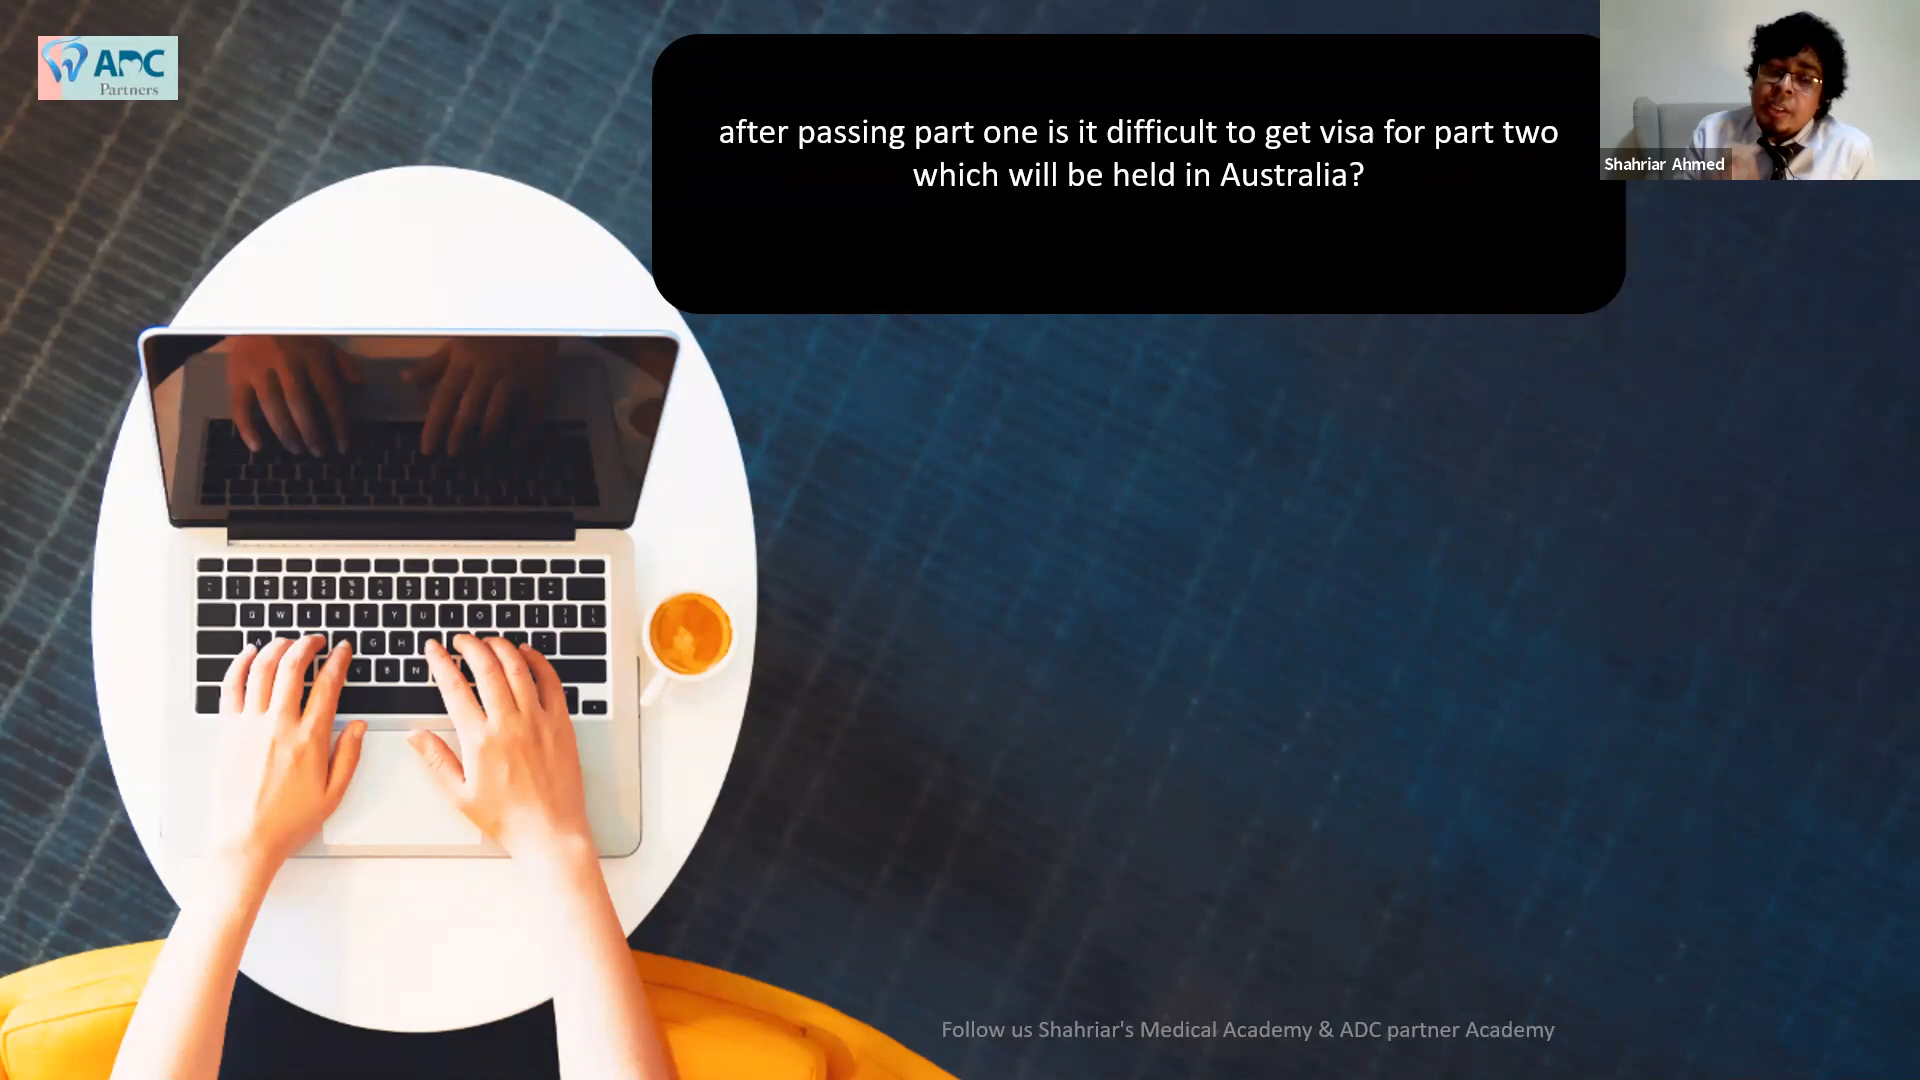 ADC
Partners
after passing part one is it difficult to get visa for part two
which will be held in Australia?
Shahriar Ahmed
Follow us Shahriar's Medical Academy & ADC partner Academy